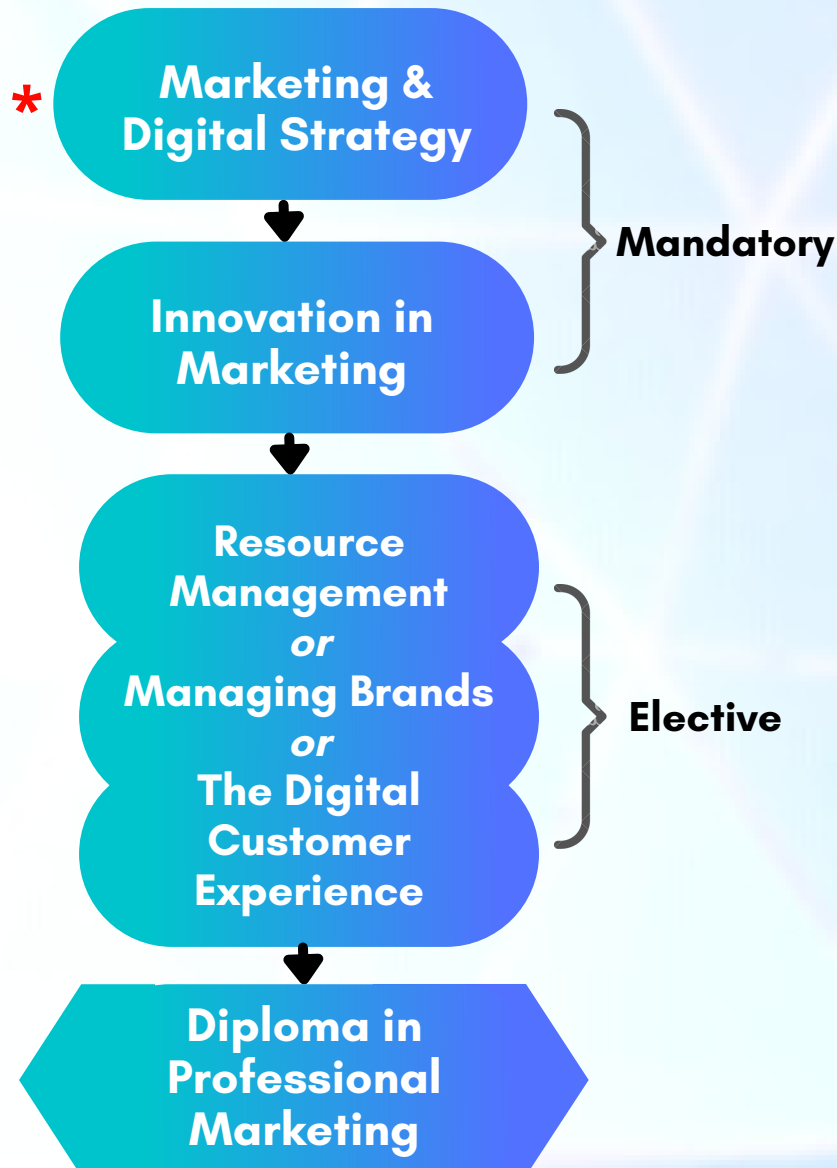 *
Marketing &
Digital Strategy
Mandatory
Innovation in
Marketing
Resource
Management
or
Managing Brands
or
The Digital
Customer
Experience
Elective
Diploma in
Professional
Marketing